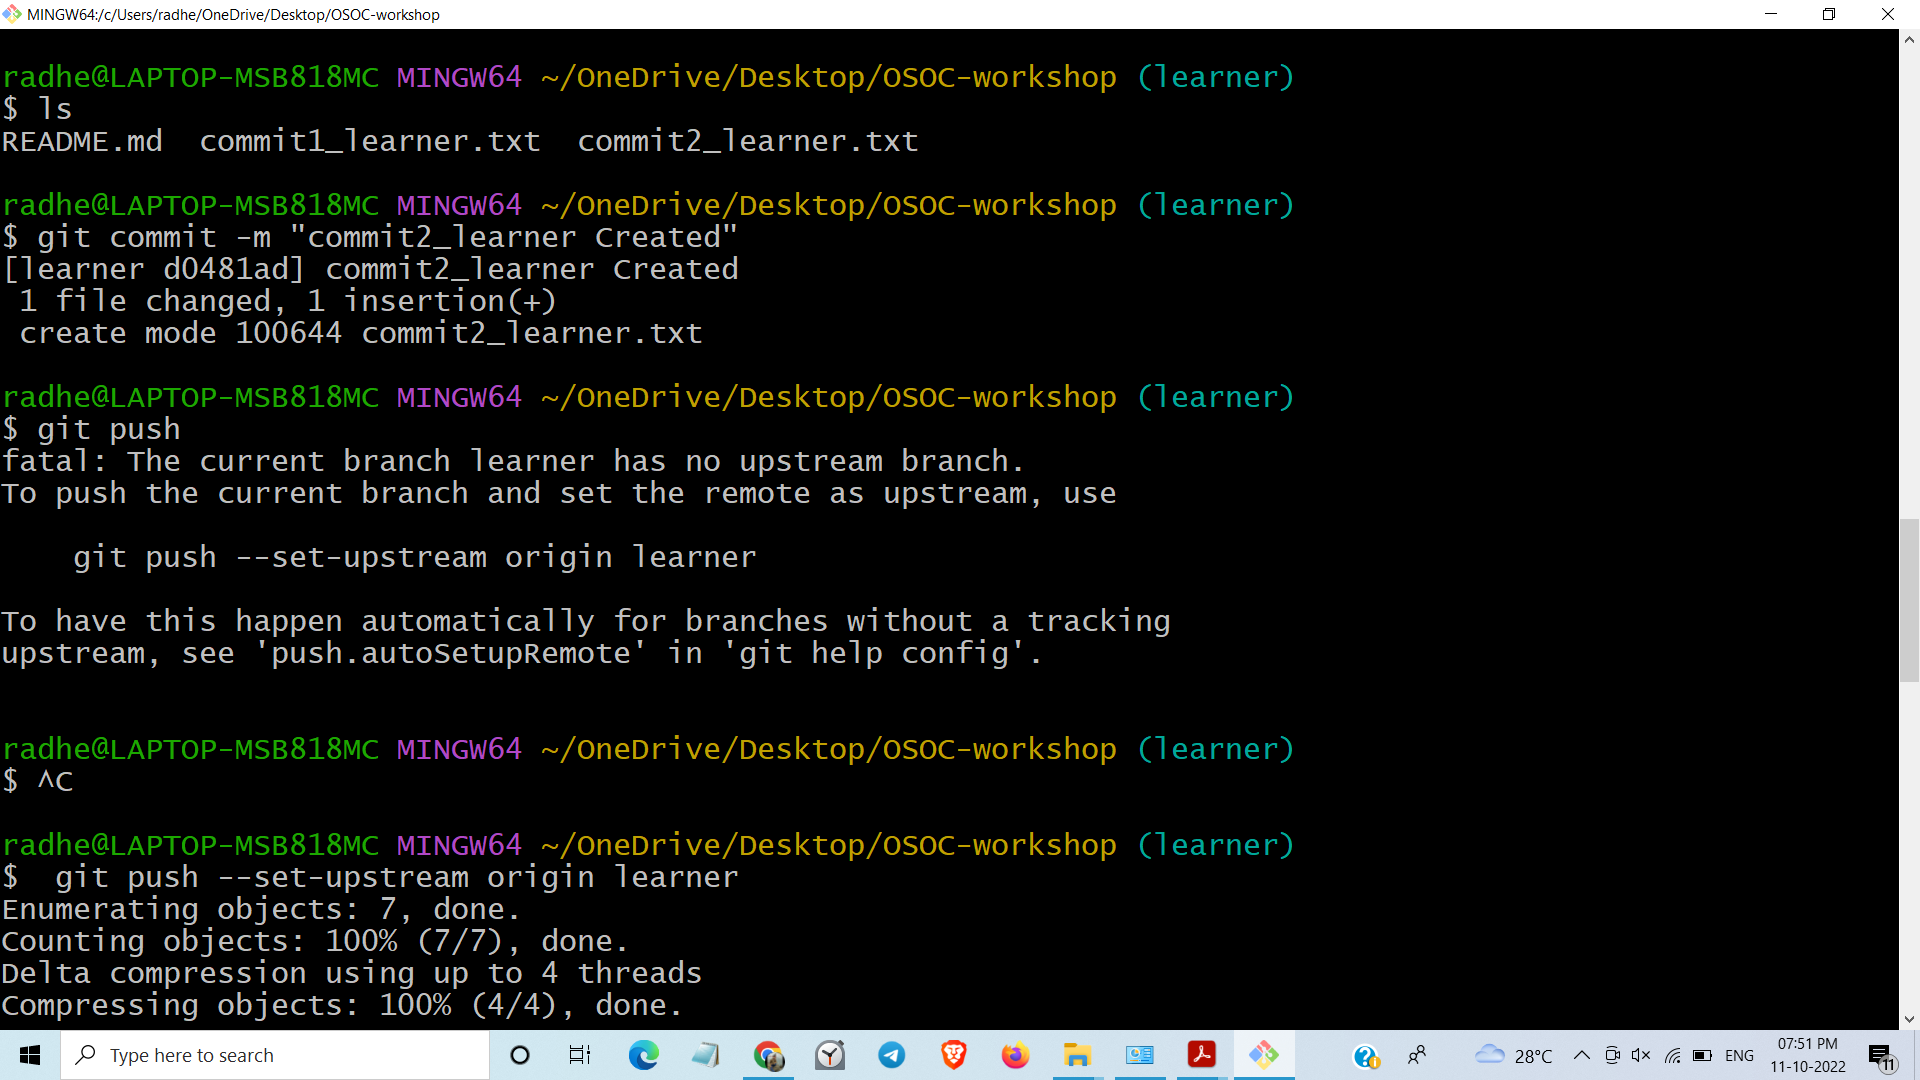 MINGW64:/c/Users/radhe/OneDrive/Desktop/OSOC-workshop
radhe@LAPTOP-MSB818MC MINGW64 ~/OneDrive/Desktop/OSOC-workshop (learner)
$ ls
README.md  commit1_learner.txt  commit2_learner.txt
radhe@LAPTOP-MSB818MC MINGW64 ~/OneDrive/Desktop/OSOC-workshop (learner)
$ git commit -m "commit2_learner Created"
[learner d0481ad] commit2_learner Created
 1 file changed, 1 insertion(+)
 create mode 100644 commit2_learner.txt
radhe@LAPTOP-MSB818MC MINGW64 ~/OneDrive/Desktop/OSOC-workshop (learner)
$ git push
fatal: The current branch learner has no upstream branch.
To push the current branch and set the remote as upstream, use
    git push --set-upstream origin learner
To have this happen automatically for branches without a tracking
upstream, see 'push.autoSetupRemote' in 'git help config'.
radhe@LAPTOP-MSB818MC MINGW64 ~/OneDrive/Desktop/OSOC-workshop (learner)
$ ^C
radhe@LAPTOP-MSB818MC MINGW64 ~/OneDrive/Desktop/OSOC-workshop (learner)
$  git push --set-upstream origin learner
Enumerating objects: 7, done.
Counting objects: 100% (7/7), done.
Delta compression using up to 4 threads
Compressing objects: 100% (4/4), done.
Type here to search
28°C
ENG
07:51 PM
11-10-2022
11